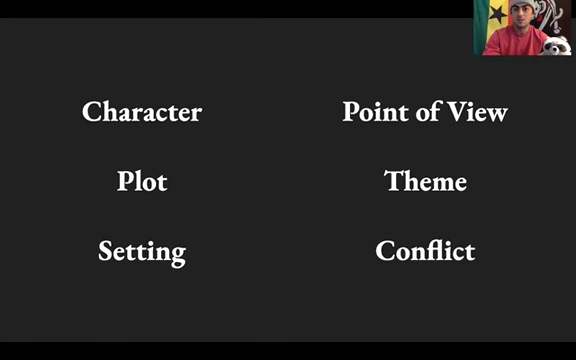 Character
Point of View
Plot
Theme
Setting
Conflict